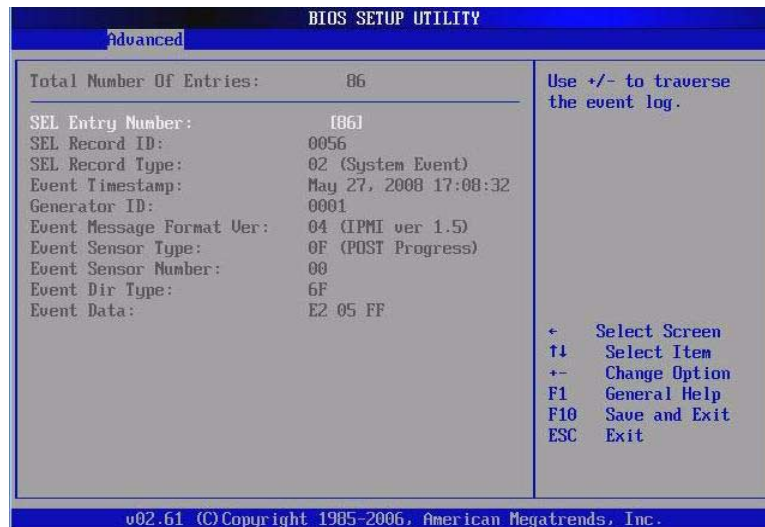 BIOS SETUP UTILITY
Advanced
Total Number Of Entries: 86
SEL Entry Number: [86]
SEL Record ID: 0056
SEL Record Type: 02 (System Event)
Event Timestamp: May 27, 2008 17:08:32
Generator ID: 0001
Event Message Format Ver: 04 (IPMI ver 1.5)
Event Sensor Type: 0F (POST Progress)
Event Sensor Number: 00
Event Dir Type: 6F
Event Data: E2 05 FF
Use +/- to traverse
the event log.
← Select Screen
↑↓ Select Item
+- Change Option
F1 General Help
F10 Save and Exit
ESC Exit
v02.61 (C)Copyright 1985-2006, American Megatrends, Inc.